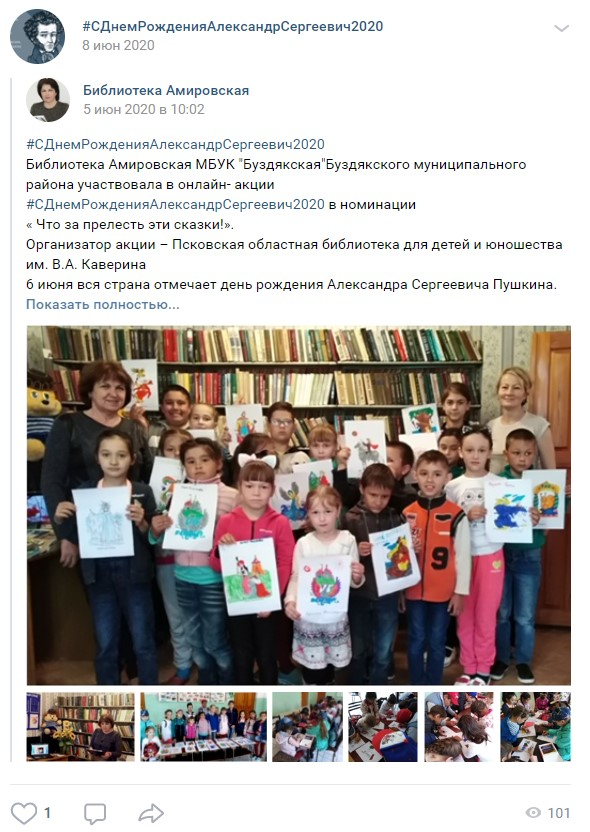 #СДнемРожденияАлександрСергеевич2020
8 июн 2020
Библиотека Амировская
5 июн 2020 в 10:02
#СДнемРожденияАлександрСергеевич2020
Библиотека Амировская МБУК "Буздякская"Буздякского муниципального
района участвовала в онлайн- акции
#СДнемРожденияАлександрСергеевич2020 в номинации
« Что за прелесть эти сказки!».
Организатор акции – Псковская областная библиотека для детей и юношества
им. В.А. Каверина
6 июня вся страна отмечает день рождения Александра Сергеевича Пушкина.
Показать полностью...
9
1
101